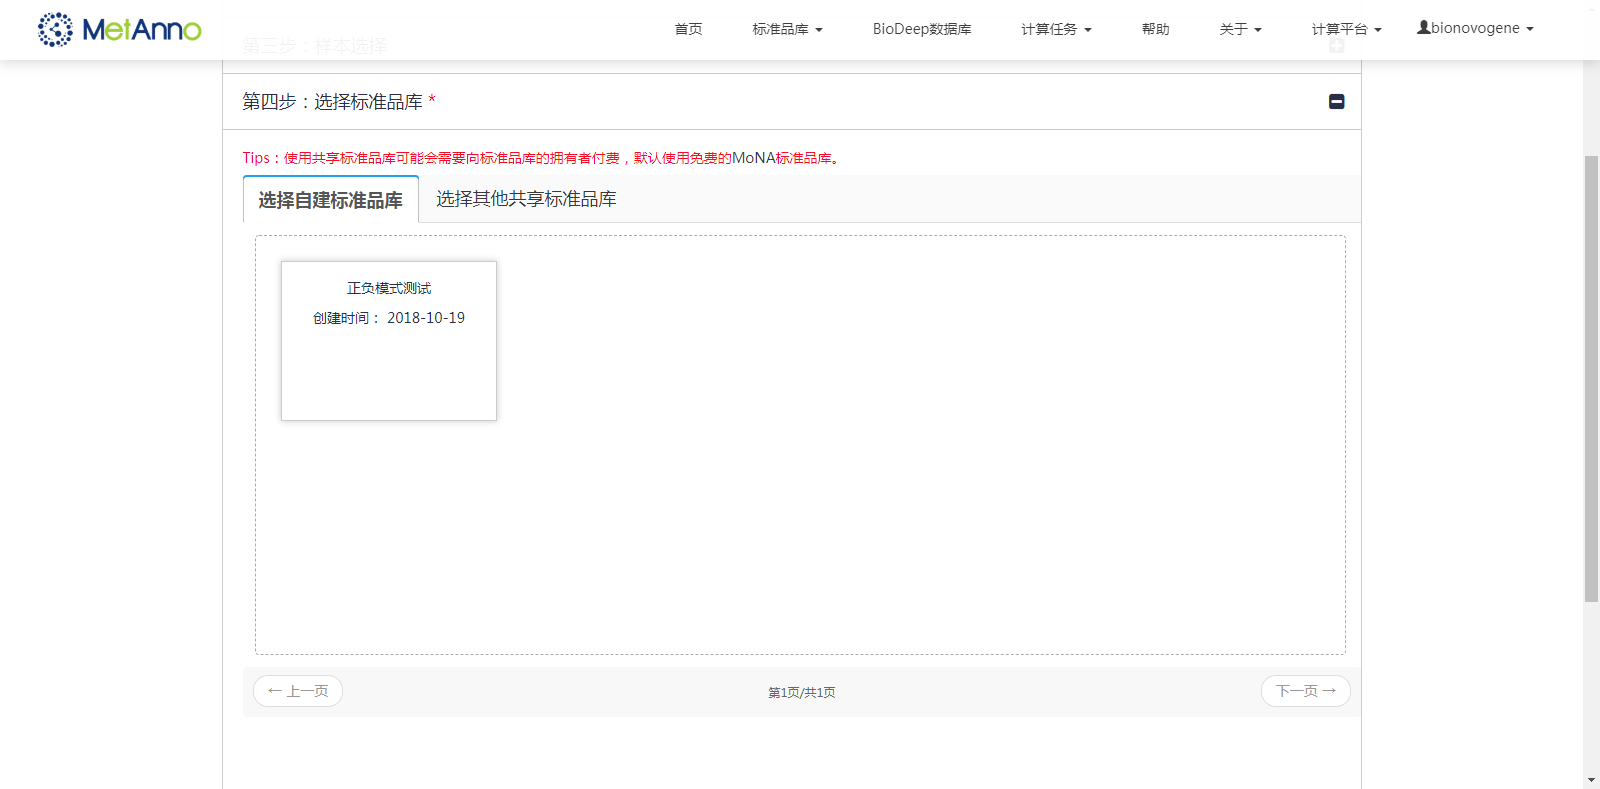 MetAnno
首页
标准品库
BioDeep数据库
计算任务
帮助
关于
计算平台
bionovogene
第三步：样本选择
第四步：选择标准品库 *
Tips：使用共享标准品库可能会需要向标准品库的拥有者付费，默认使用免费的MoNA标准品库。
选择自建标准品库
选择其他共享标准品库
正负模式测试
创建时间： 2018-10-19
← 上一页
第1页/共1页
下一页 →